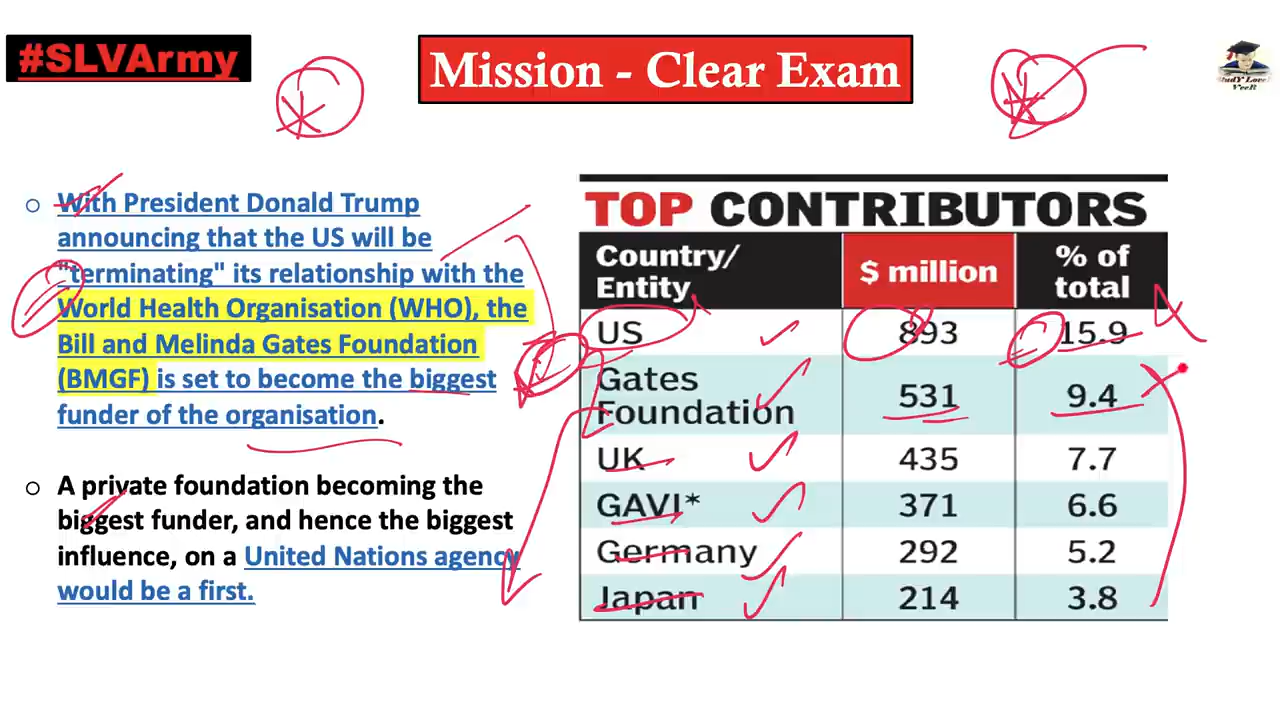 #SLVArmy
Mission - Clear Exam
StudY LoveR
VeeR
With President Donald Trump
announcing that the US will be
"terminating" its relationship with the
World Health Organisation (WHO), the
Bill and Melinda Gates Foundation
(BMGF) is set to become the biggest
funder of the organisation.
A private foundation becoming the
biggest funder, and hence the biggest
influence, on a United Nations agency
would be a first.
TOP CONTRIBUTORS
Country/ Entity $ million % of total
US 893 15.9
Gates Foundation 531 9.4
UK 435 7.7
GAVI* 371 6.6
Germany 292 5.2
Japan 214 3.8